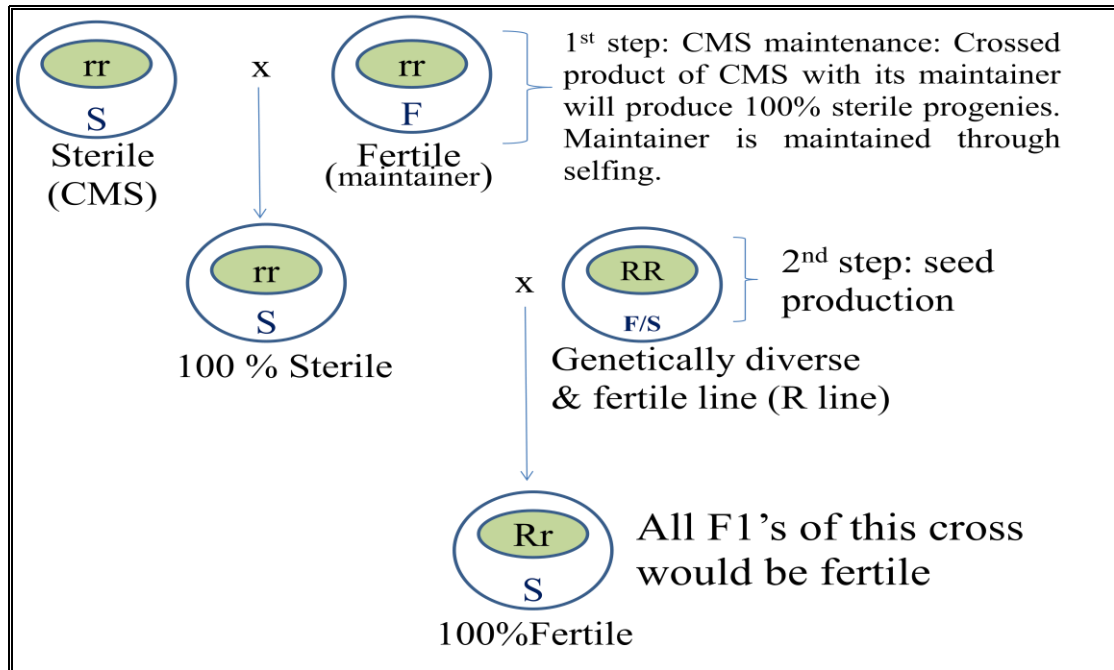 rr
S
Sterile
(CMS)
x
rr
F
Fertile
(maintainer)
1st step: CMS maintenance: Crossed
product of CMS with its maintainer
will produce 100% sterile progenies.
Maintainer is maintained through
selfing.
rr
S
100 % Sterile
x
RR
F/S
Genetically diverse
& fertile line (R line)
2nd step: seed
production
Rr
S
100%Fertile
All F1’s of this cross
would be fertile